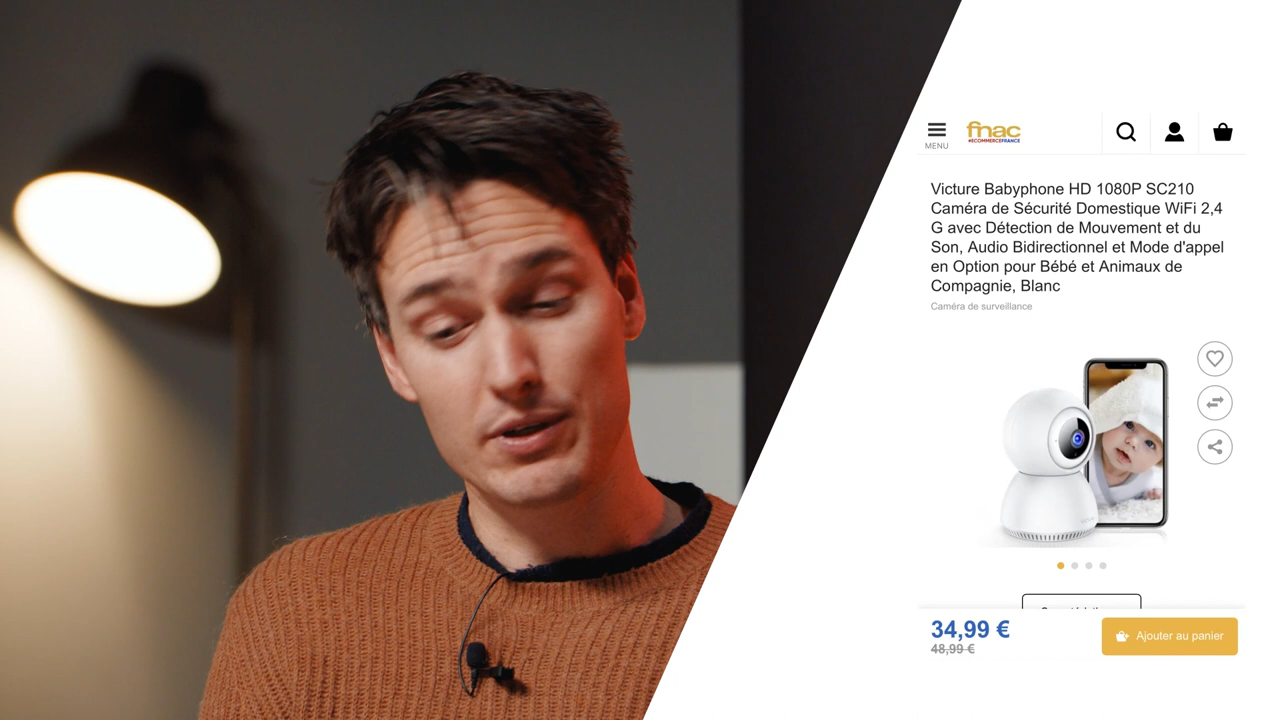 MENU
fnac
#ECOMMERCEFRANCE
Victure Babyphone HD 1080P SC210
Caméra de Sécurité Domestique WiFi 2,4
G avec Détection de Mouvement et du
Son, Audio Bidirectionnel et Mode d'appel
en Option pour Bébé et Animaux de
Compagnie, Blanc
Caméra de surveillance
34,99 €
48,99 €
Ajouter au panier